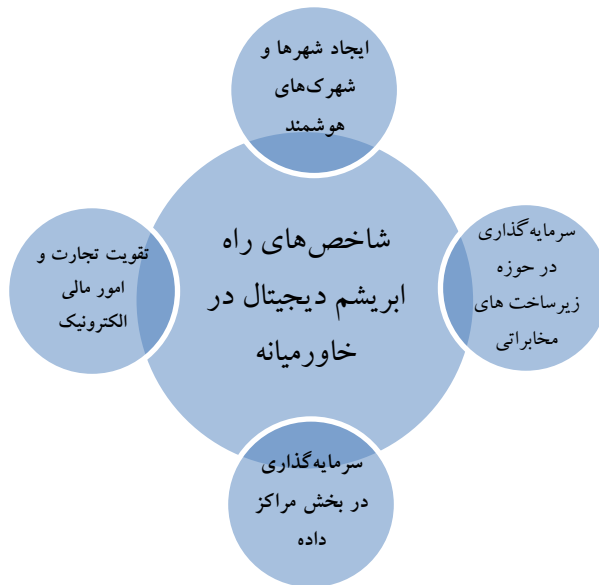 ایجاد شهرها و
شهرک‌های
هوشمند
شاخص‌های راه
ابریشم دیجیتال در
خاورمیانه
سرمایه‌گذاری
در حوزه
زیرساخت های
مخابراتی
تقویت تجارت و
امور مالی
الکترونیک
سرمایه‌گذاری
در بخش مراکز
داده